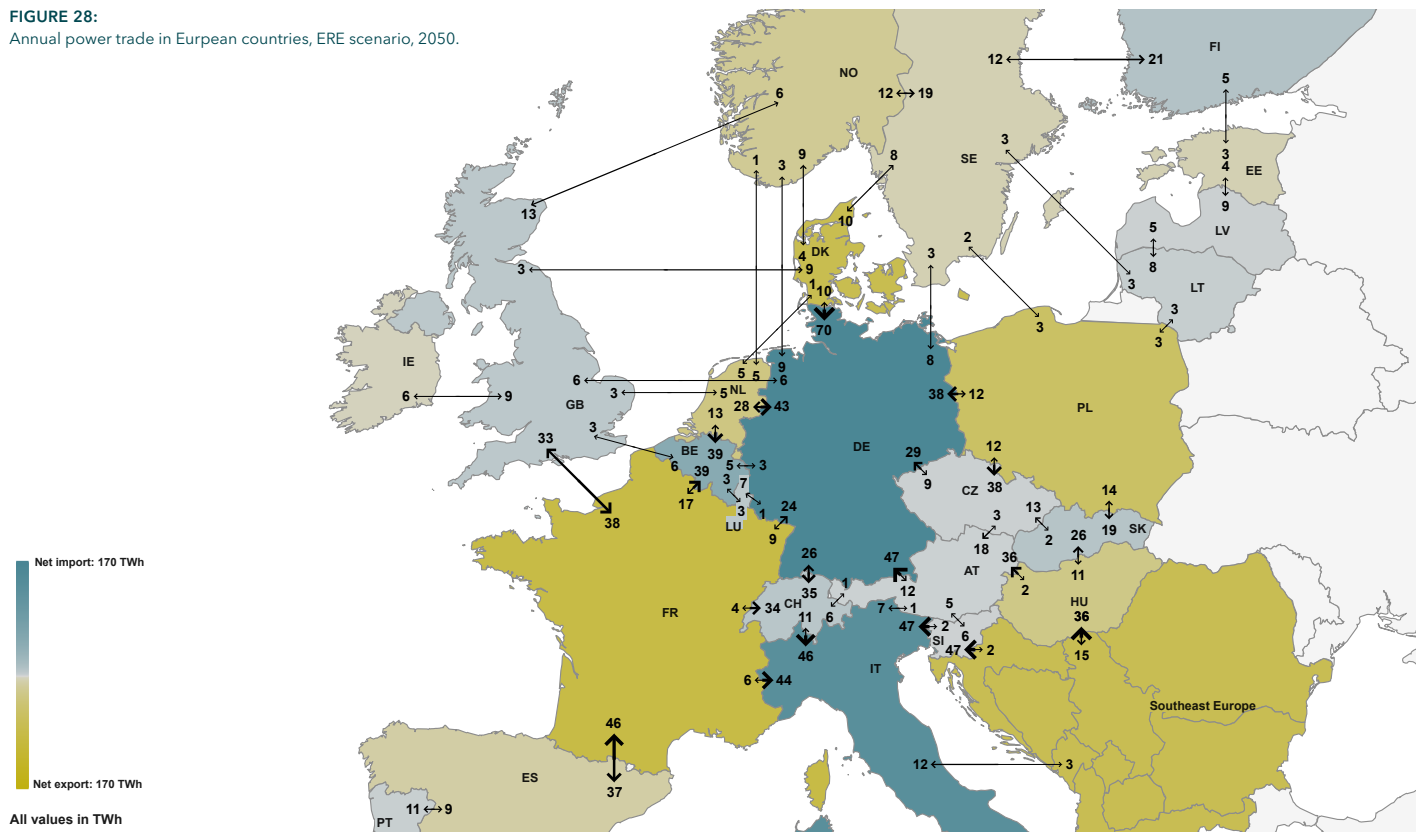 FIGURE 28:
Annual power trade in Eurpean countries, ERE scenario, 2050.
FI
12 21
NO
5
6 12 19
3
1 3 9 8 3 4 EE
SE
9
13 10 5 LV
2
DK
4 3 8
3 9 3 LT
1 10 3
70 3 3
IE 8
9
5 5 6
6 3 5 NL
6 9 GB 28 43 38 12 PL
13
3 DE
33 BE 39 12
6 39 5 3 29
3 7 9 CZ 38 14
17 3 1 24 3 13 19 SK
38 LU 9 18 2 26
Net import: 170 TWh 26 47 AT 36 11
35 1 12 2
CH HU
FR 4 34 11 6 7 1 5 36
47 2 6
SI 47 2 15
46
6 44 IT
Southeast Europe
46
12 3
ES
Net export: 170 TWh 37
11 9
All values in TWh PT